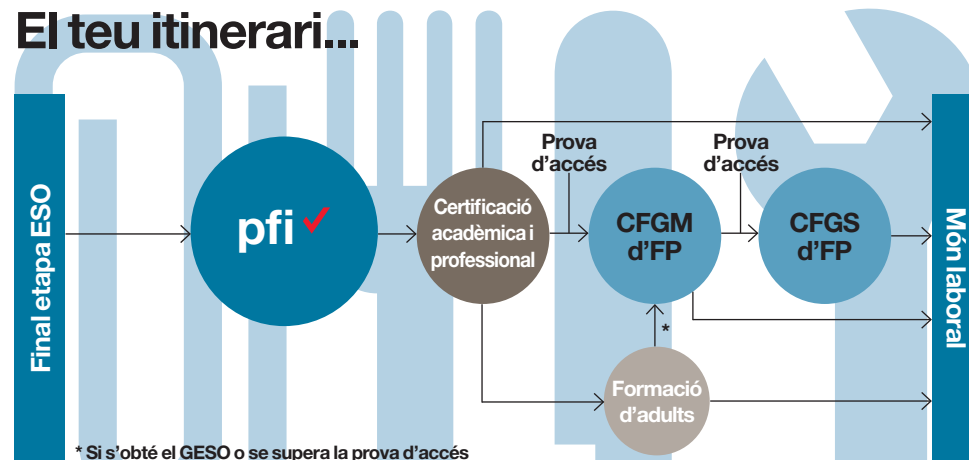 El teu itinerari...
Final etapa ESO
pfi
Certificació
acadèmica i
professional
Prova
d'accés
CFGM
d'FP
Prova
d'accés
CFGS
d'FP
Món laboral
*
Formació
d'adults
* Si s'obté el GESO o se supera la prova d'accés